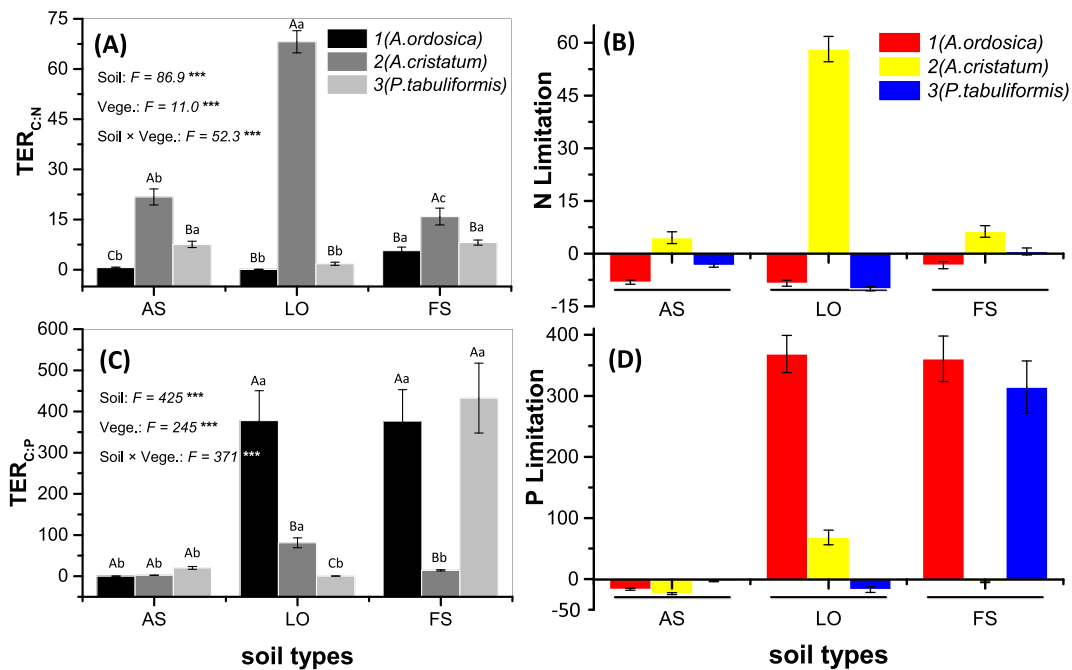 (A)
1(A.ordosica)
2(A.cristatum)
3(P.tabuliformis)
Soil: F = 86.9 ***
Vege.: F = 11.0 ***
Soil × Vege.: F = 52.3 ***
TER C:N
75
60
45
30
15
0
Cb
Ab
Ba
Bb
Aa
Bb
Ba
Ac
Ba
AS
LO
FS
(B)
1(A.ordosica)
2(A.cristatum)
3(P.tabuliformis)
N Limitation
60
45
30
15
0
-15
AS
LO
FS
(C)
Soil: F = 425 ***
Vege.: F = 245 ***
Soil × Vege.: F = 371 ***
TER C:P
600
500
400
300
200
100
0
Ab
Ab
Ab
Aa
Ba
Cb
Aa
Bb
Aa
AS
LO
FS
soil types
(D)
P Limitation
400
300
200
100
0
-50
AS
LO
FS
soil types